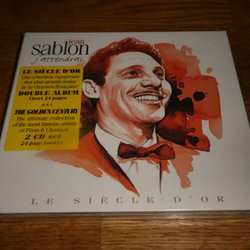 Jean
sablon
j'attendrai
LE SIÈCLE D'OR
Une sélection rigoureuse
des plus grands noms
de la chanson française
DOUBLE ALBUM
Livret 24 pages
THE GOLDEN CENTURY
The ultimate collection
of the most famous artists
of French Chanson
2 CD set
24 page booklet
LE SIÈCLE D'OR